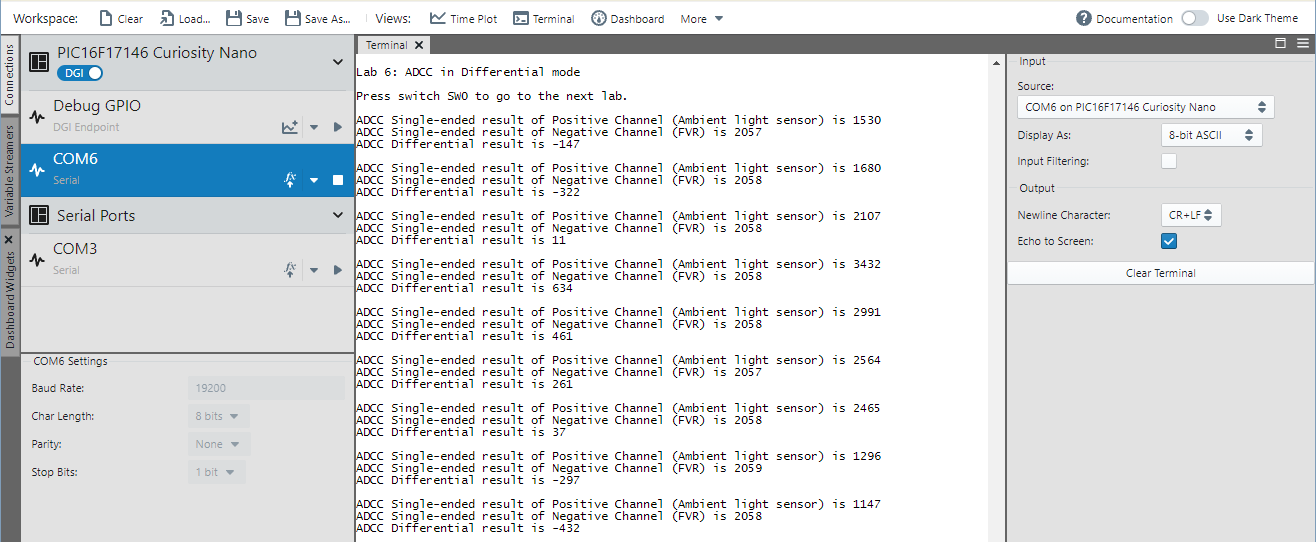 Workspace: Clear Load... Save Save As... Views: Time Plot Terminal Dashboard More Documentation Use Dark Theme
Connections
Variable Streamers
Dashboard Widgets
PIC16F17146 Curiosity Nano
DGI
Debug GPIO
DGI Endpoint
COM6
Serial
Serial Ports
COM3
Serial
COM6 Settings
Baud Rate: 19200
Char Length: 8 bits
Parity: None
Stop Bits: 1 bit
Terminal
Lab 6: ADCC in Differential mode
Press switch SW0 to go to the next lab.
ADCC Single-ended result of Positive Channel (Ambient light sensor) is 1530
ADCC Single-ended result of Negative Channel (FVR) is 2057
ADCC Differential result is -147
ADCC Single-ended result of Positive Channel (Ambient light sensor) is 1680
ADCC Single-ended result of Negative Channel (FVR) is 2058
ADCC Differential result is -322
ADCC Single-ended result of Positive Channel (Ambient light sensor) is 2107
ADCC Single-ended result of Negative Channel (FVR) is 2058
ADCC Differential result is 11
ADCC Single-ended result of Positive Channel (Ambient light sensor) is 3432
ADCC Single-ended result of Negative Channel (FVR) is 2058
ADCC Differential result is 634
ADCC Single-ended result of Positive Channel (Ambient light sensor) is 2991
ADCC Single-ended result of Negative Channel (FVR) is 2058
ADCC Differential result is 461
ADCC Single-ended result of Positive Channel (Ambient light sensor) is 2564
ADCC Single-ended result of Negative Channel (FVR) is 2057
ADCC Differential result is 261
ADCC Single-ended result of Positive Channel (Ambient light sensor) is 2465
ADCC Single-ended result of Negative Channel (FVR) is 2058
ADCC Differential result is 37
ADCC Single-ended result of Positive Channel (Ambient light sensor) is 1296
ADCC Single-ended result of Negative Channel (FVR) is 2059
ADCC Differential result is -297
ADCC Single-ended result of Positive Channel (Ambient light sensor) is 1147
ADCC Single-ended result of Negative Channel (FVR) is 2058
ADCC Differential result is -432
Input
Source:
COM6 on PIC16F17146 Curiosity Nano
Display As: 8-bit ASCII
Input Filtering:
Output
Newline Character: CR+LF
Echo to Screen:
Clear Terminal